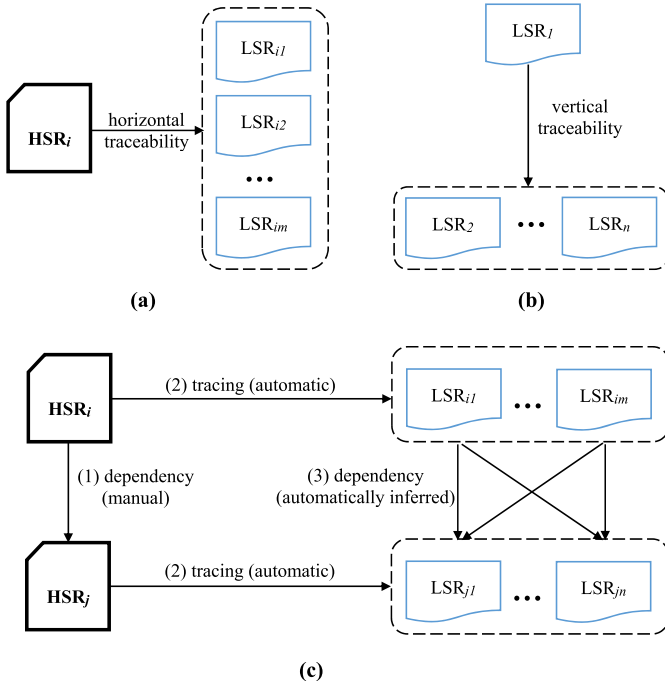 LSRi1
HSRi
horizontal
traceability
LSRi2
...
LSRim
(a)
LSR1
vertical
traceability
LSR2
...
LSRn
(b)
HSRi
(2) tracing (automatic)
LSRi1
...
LSRim
(1) dependency
(manual)
(3) dependency
(automatically inferred)
HSRj
(2) tracing (automatic)
LSRj1
...
LSRjn
(c)